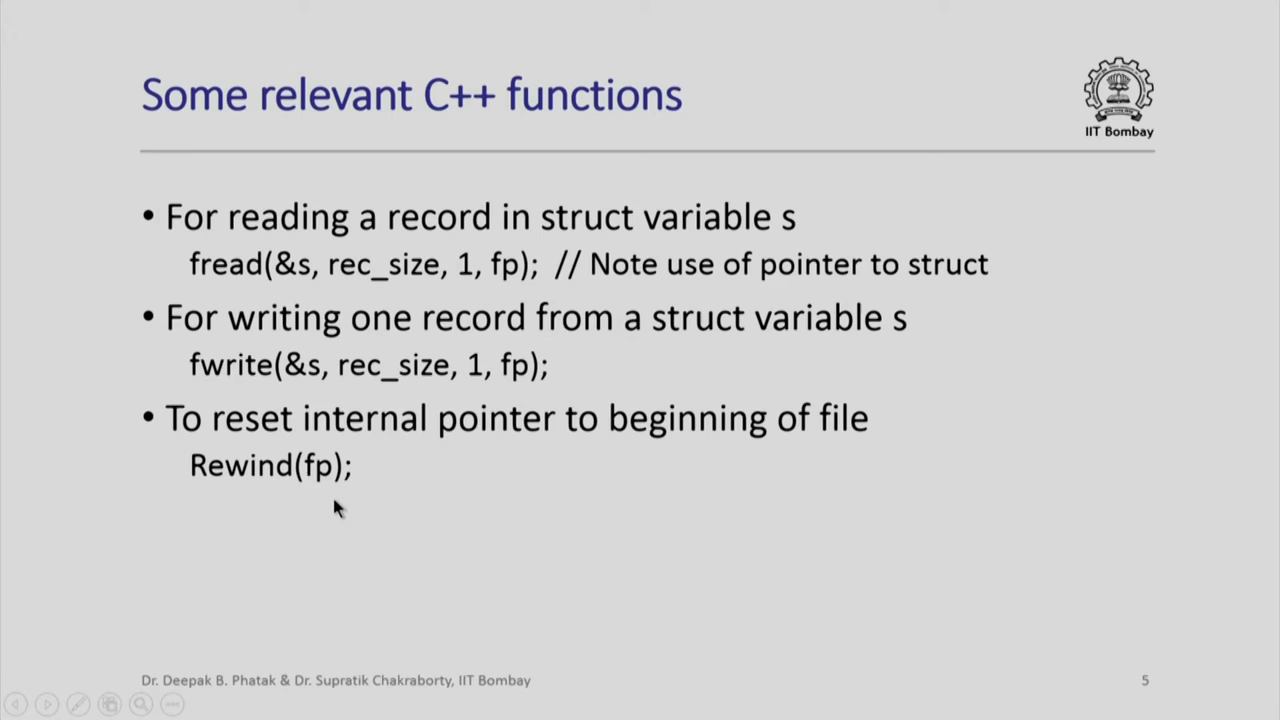 Some relevant C++ functions
IIT Bombay
• For reading a record in struct variable s
fread(&s, rec_size, 1, fp); // Note use of pointer to struct
• For writing one record from a struct variable s
fwrite(&s, rec_size, 1, fp);
• To reset internal pointer to beginning of file
Rewind(fp);
Dr. Deepak B. Phatak & Dr. Supratik Chakraborty, IIT Bombay
5